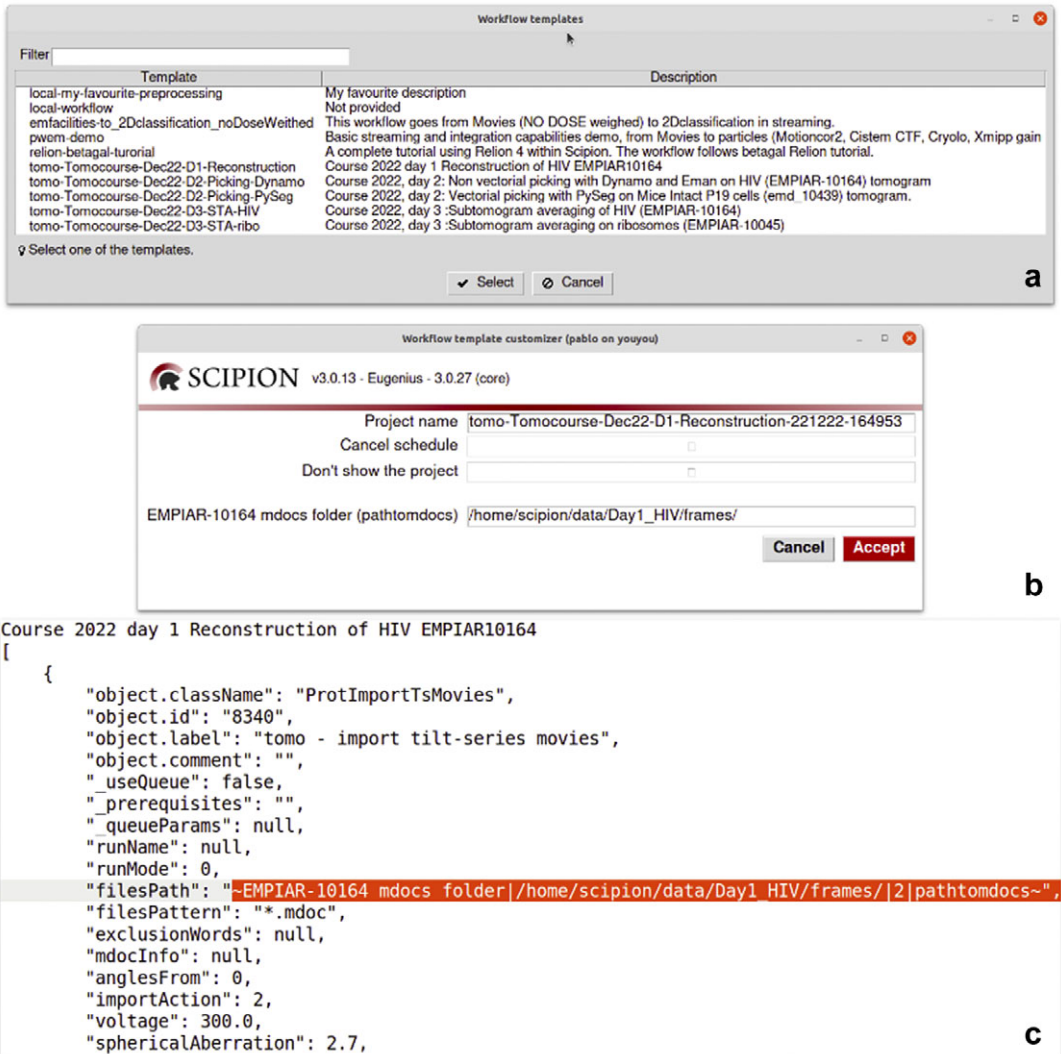 Workflow templates
Filter
Template Description
local-my-favourite-preprocessing My favourite description
local-workflow Not provided
emfacilities-to_2Dclassification_noDoseWeithed This workflow goes from Movies (NO DOSE weighed) to 2Dclassification in streaming.
pwem-demo Basic streaming and integration capabilities demo, from Movies to particles (Motioncor2, Cistem CTF, Cryolo, Xmipp gain
relion-betagal-turorial A complete tutorial using Relion 4 within Scipion. The workflow follows betagal Relion tutorial.
tomo-Tomocourse-Dec22-D1-Reconstruction Course 2022 day 1 Reconstruction of HIV EMPIAR10164
tomo-Tomocourse-Dec22-D2-Picking-Dynamo Course 2022, day 2: Non vectorial picking with Dynamo and Eman on HIV (EMPIAR-10164) tomogram
tomo-Tomocourse-Dec22-D2-Picking-PySeg Course 2022, day 2: Vectorial picking with PySeg on Mice Intact P19 cells (emd_10439) tomogram.
tomo-Tomocourse-Dec22-D3-STA-HIV Course 2022, day 3 :Subtomogram averaging of HIV (EMPIAR-10164)
tomo-Tomocourse-Dec22-D3-STA-ribo Course 2022, day 3 :Subtomogram averaging on ribosomes (EMPIAR-10045)
Select one of the templates.
Select Cancel
a
Workflow template customizer (pablo on youyou)
SCIPION v3.0.13 - Eugenius - 3.0.27 (core)
Project name tomo-Tomocourse-Dec22-D1-Reconstruction-221222-164953
Cancel schedule
Don't show the project
EMPIAR-10164 mdocs folder (pathtomdocs) /home/scipion/data/Day1_HIV/frames/
Cancel Accept
b
Course 2022 day 1 Reconstruction of HIV EMPIAR10164
[
{
"object.className": "ProtImportTsMovies",
"object.id": "8340",
"object.label": "tomo - import tilt-series movies",
"object.comment": "",
"_useQueue": false,
"_prerequisites": "",
"_queueParams": null,
"runName": null,
"runMode": 0,
"filesPath": "~EMPIAR-10164 mdocs folder|/home/scipion/data/Day1_HIV/frames/|2|pathtomdocs~",
"filesPattern": "*.mdoc",
"exclusionWords": null,
"mdocInfo": null,
"anglesFrom": 0,
"importAction": 2,
"voltage": 300.0,
"sphericalAberration": 2.7,
c